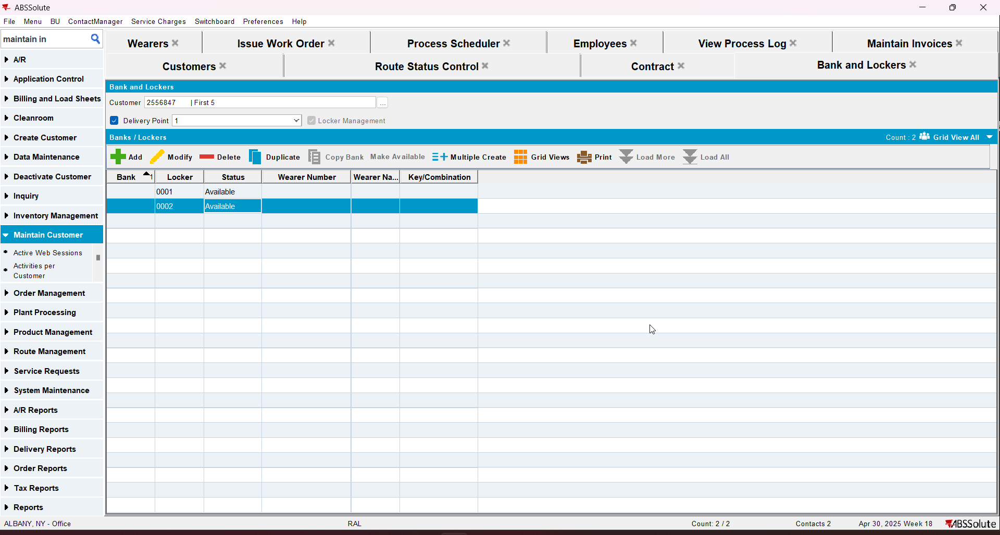 ABSSolute
File Menu BU ContactManager Service Charges Switchboard Preferences Help
maintain in
Wearers Issue Work Order Process Scheduler Employees View Process Log Maintain Invoices
Customers Route Status Control Contract Bank and Lockers
A/R
Application Control
Billing and Load Sheets
Cleanroom
Create Customer
Data Maintenance
Deactivate Customer
Inquiry
Inventory Management
Maintain Customer
Active Web Sessions
Activities per
Customer
Order Management
Plant Processing
Product Management
Route Management
Service Requests
System Maintenance
A/R Reports
Billing Reports
Delivery Reports
Order Reports
Tax Reports
Reports
Bank and Lockers
Customer 2556847 | First 5 ...
Delivery Point 1 Locker Management
Banks / Lockers Count : 2 Grid View All
Add Modify Delete Duplicate Copy Bank Make Available Multiple Create Grid Views Print Load More Load All
Bank 1 Locker Status Wearer Number Wearer Na... Key/Combination
0001 Available
0002 Available
ALBANY, NY - Office RAL Count: 2 / 2 Contacts 2 Apr 30, 2025 Week 18 ABSSolute